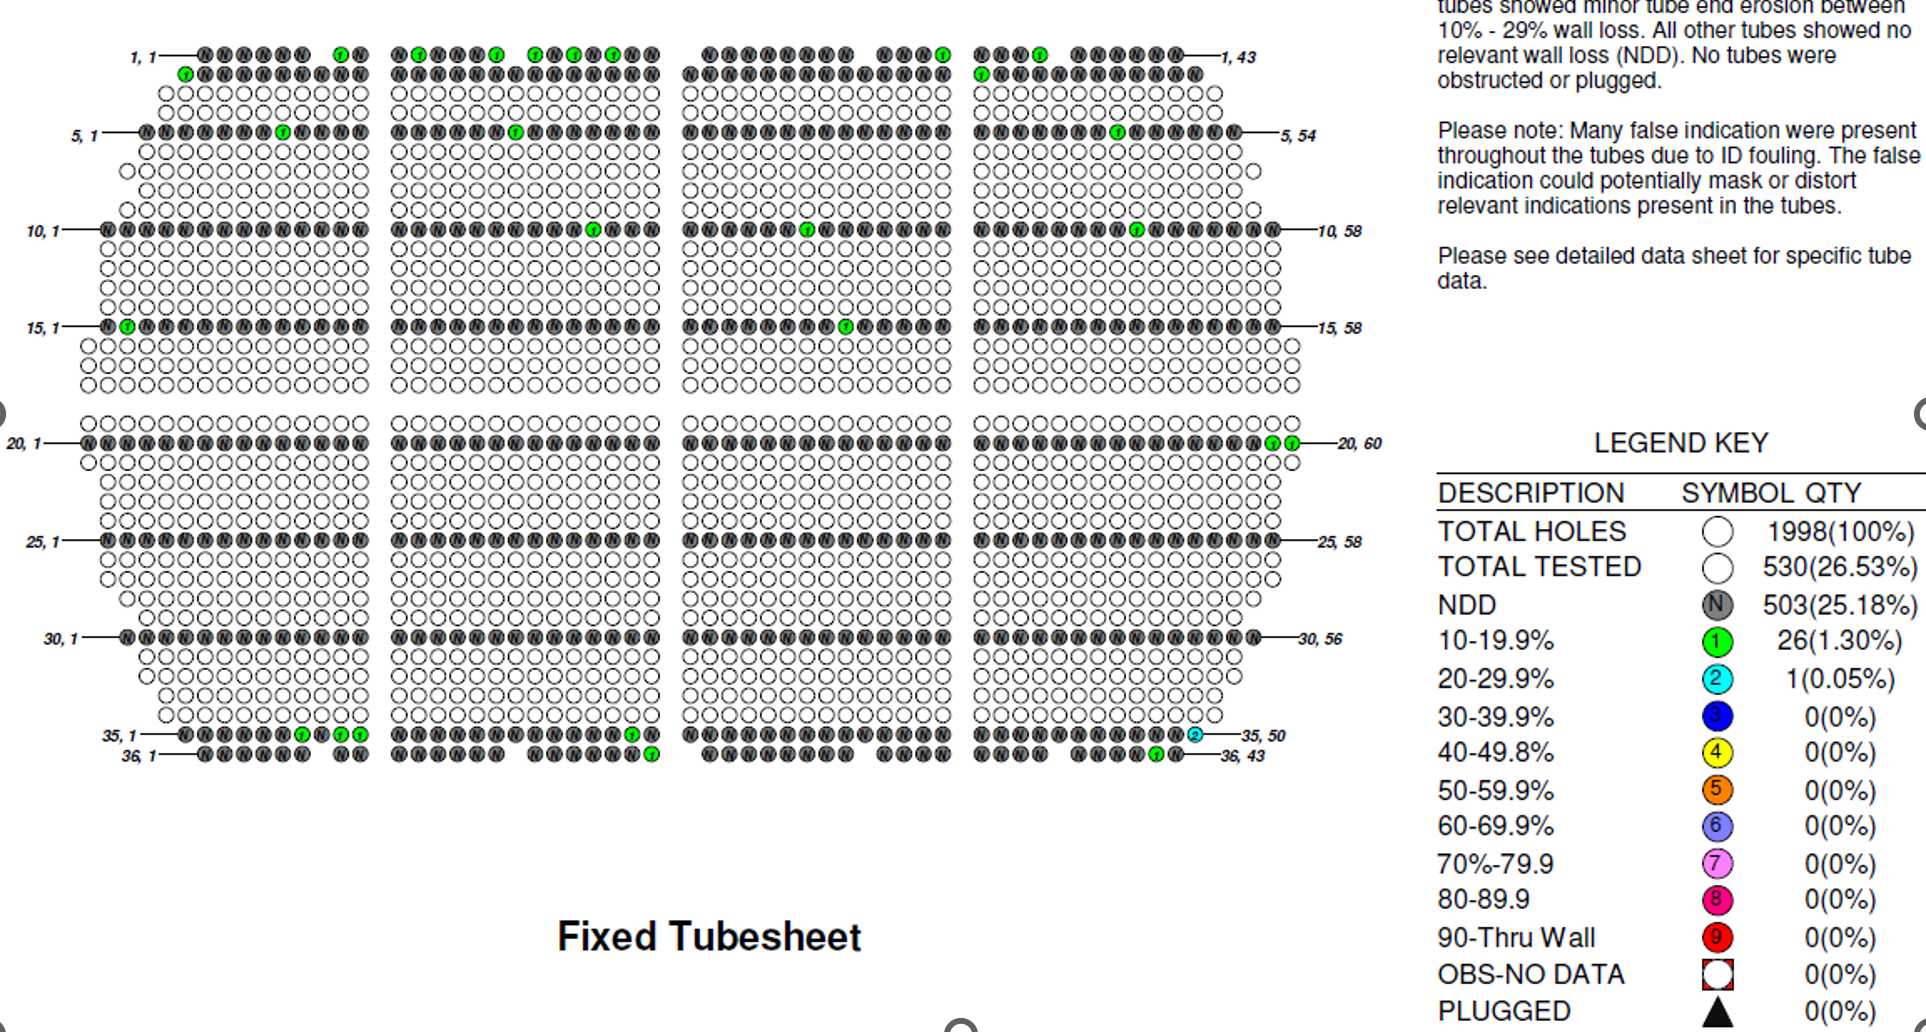 tubes showed minor tube end erosion between
10% - 29% wall loss. All other tubes showed no
relevant wall loss (NDD). No tubes were
obstructed or plugged.
Please note: Many false indication were present
throughout the tubes due to ID fouling. The false
indication could potentially mask or distort
relevant indications present in the tubes.
Please see detailed data sheet for specific tube
data.
1, 1
1, 43
5, 1
5, 54
10, 1
10, 58
15, 1
15, 58
20, 1
20, 60
25, 1
25, 58
30, 1
30, 56
35, 1
35, 50
36, 1
36, 43
Fixed Tubesheet
LEGEND KEY
DESCRIPTION SYMBOL QTY
TOTAL HOLES 1998(100%)
TOTAL TESTED 530(26.53%)
NDD N 503(25.18%)
10-19.9% 1 26(1.30%)
20-29.9% 2 1(0.05%)
30-39.9% 3 0(0%)
40-49.8% 4 0(0%)
50-59.9% 5 0(0%)
60-69.9% 6 0(0%)
70%-79.9 7 0(0%)
80-89.9 8 0(0%)
90-Thru Wall 9 0(0%)
OBS-NO DATA 0(0%)
PLUGGED 0(0%)